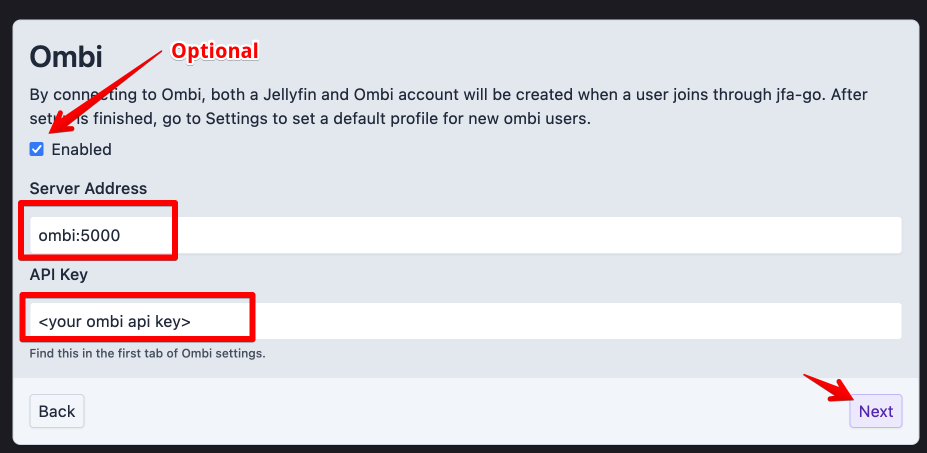 Ombi
Optional
By connecting to Ombi, both a Jellyfin and Ombi account will be created when a user joins through jfa-go. After
setup is finished, go to Settings to set a default profile for new ombi users.
Enabled
Server Address
ombi:5000
API Key
<your ombi api key>
Find this in the first tab of Ombi settings.
Back
Next